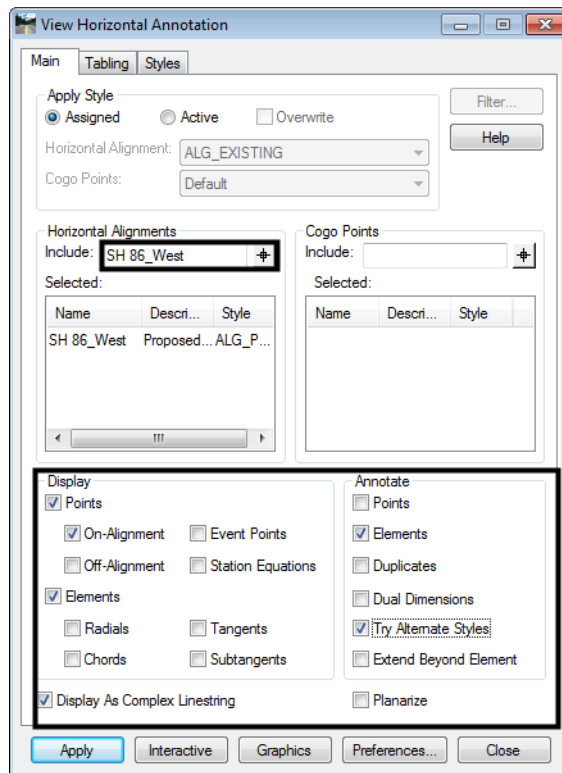 View Horizontal Annotation
Main Tabling Styles
Apply Style
Assigned Active Overwrite
Filter...
Help
Horizontal Alignment: ALG_EXISTING
Cogo Points: Default
Horizontal Alignments
Include: SH 86_West
Selected:
Name Descri... Style
SH 86_West Proposed... ALG_P...
Cogo Points
Include:
Selected:
Name Descri... Style
Display
Points
On-Alignment Event Points
Off-Alignment Station Equations
Elements
Radials Tangents
Chords Subtangents
Display As Complex Linestring
Annotate
Points
Elements
Duplicates
Dual Dimensions
Try Alternate Styles
Extend Beyond Element
Planarize
Apply Interactive Graphics Preferences... Close